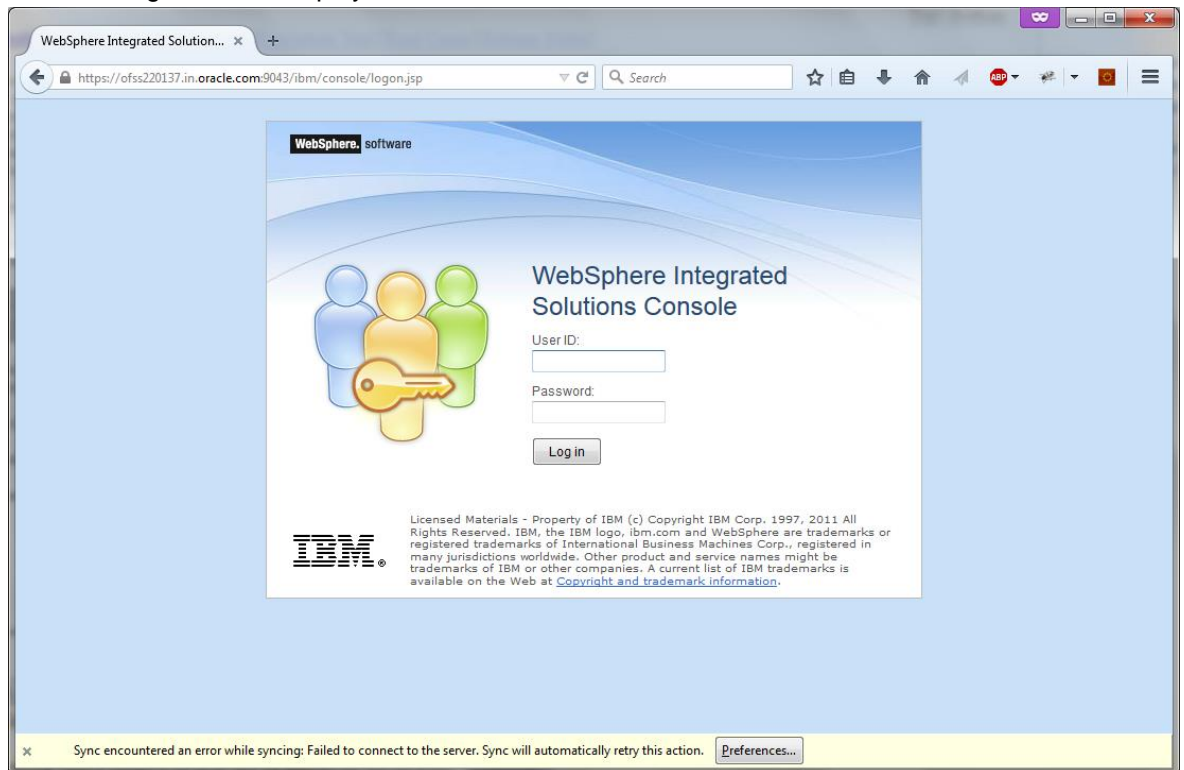 WebSphere Integrated Solution...
https://ofss220137.in.oracle.com:9043/ibm/console/logon.jsp
Search
ABP
WebSphere. software
WebSphere Integrated
Solutions Console
User ID:
Password:
Log in
IBM®
Licensed Materials - Property of IBM (c) Copyright IBM Corp. 1997, 2011 All
Rights Reserved. IBM, the IBM logo, ibm.com and WebSphere are trademarks or
registered trademarks of International Business Machines Corp., registered in
many jurisdictions worldwide. Other product and service names might be
trademarks of IBM or other companies. A current list of IBM trademarks is
available on the Web at Copyright and trademark information.
Sync encountered an error while syncing: Failed to connect to the server. Sync will automatically retry this action. Preferences...